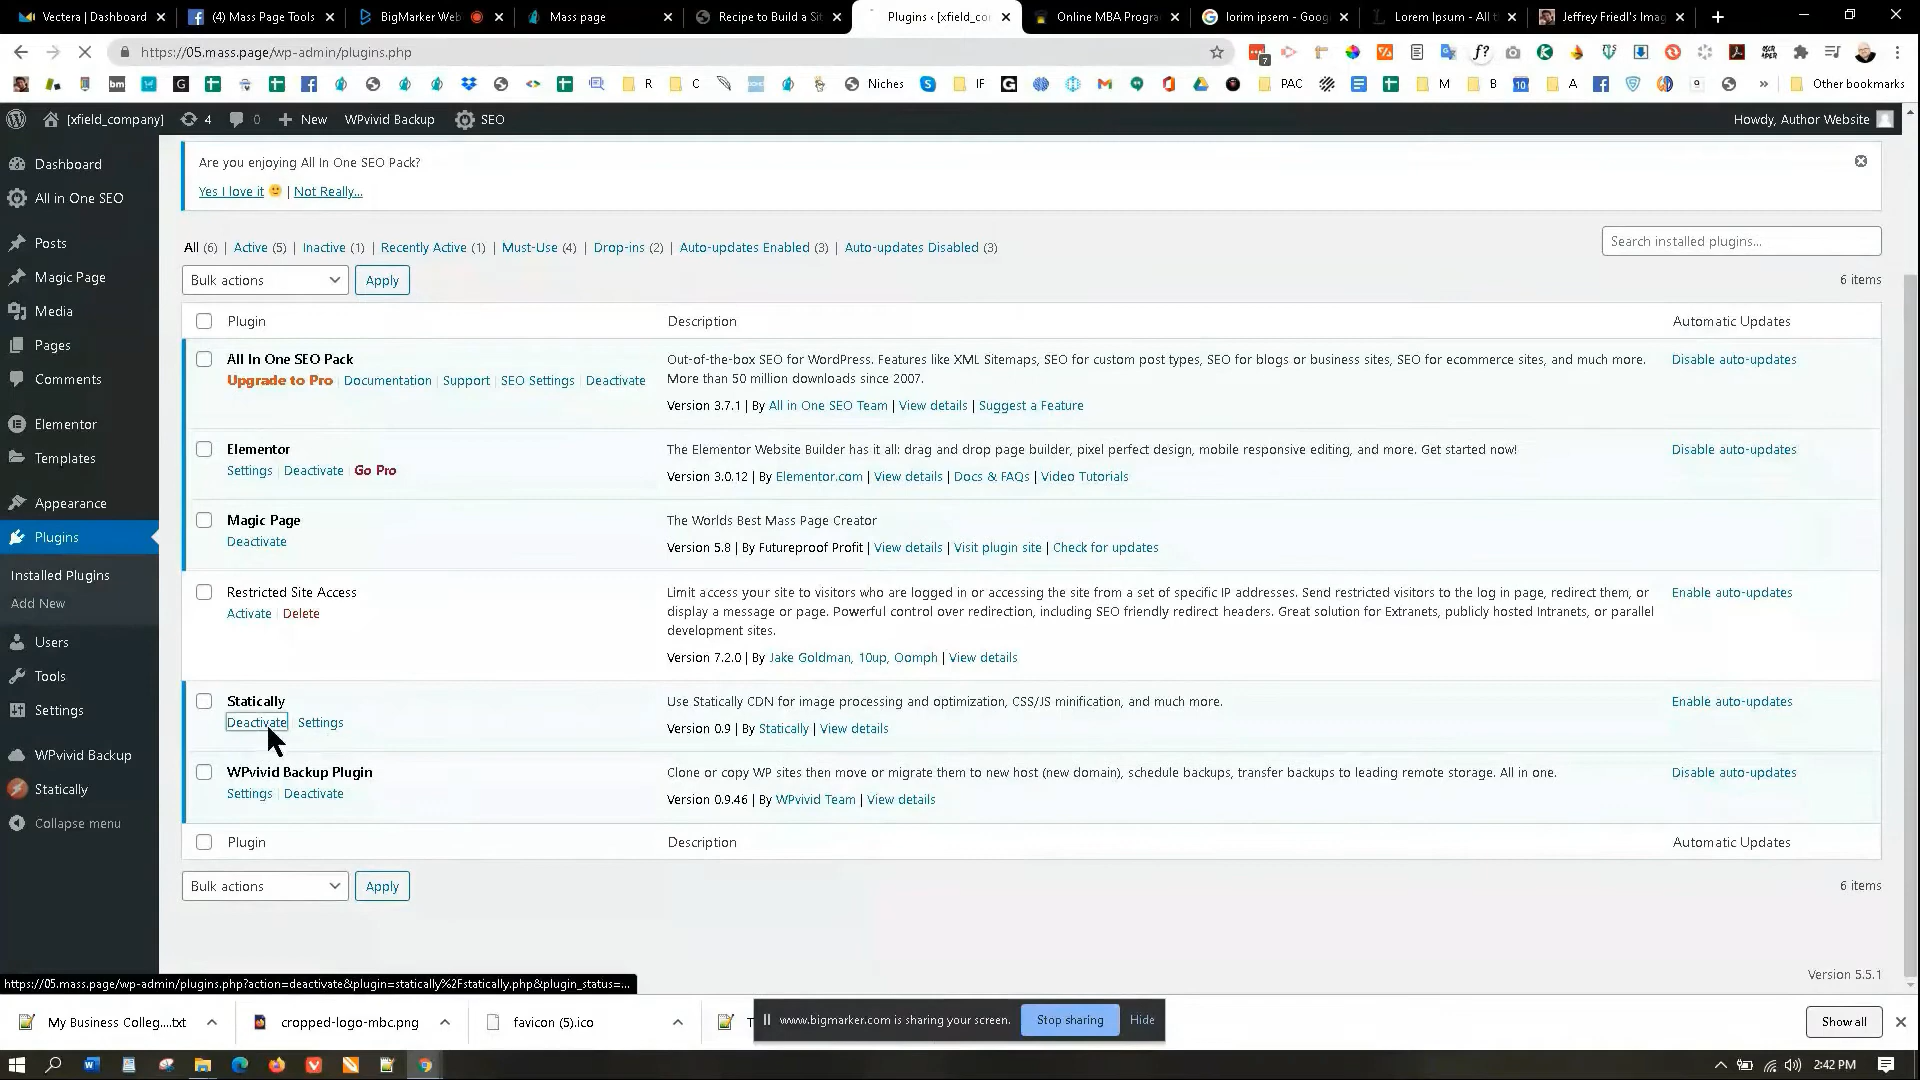 Vectera | Dashboard
(4) Mass Page Tools
BigMarker Web
Mass page
Recipe to Build a Si
Plugins ‹ [xfield_co
Online MBA Progra
lorim ipsem - Goog
Lorem Ipsum - All t
Jeffrey Friedl's Imag
https://05.mass.page/wp-admin/plugins.php
7
f?
bm
G
R
C
Niches
IF
PAC
M
B
10
A
»
Other bookmarks
[xfield_company]
4
0
New
WPvivid Backup
SEO
Howdy, Author Website
Dashboard
All in One SEO
Posts
Magic Page
Media
Pages
Comments
Elementor
Templates
Appearance
Plugins
Installed Plugins
Add New
Users
Tools
Settings
WPvivid Backup
Statically
Collapse menu
Are you enjoying All In One SEO Pack?
Yes I love it 🙂 | Not Really...
All (6) | Active (5) | Inactive (1) | Recently Active (1) | Must-Use (4) | Drop-ins (2) | Auto-updates Enabled (3) | Auto-updates Disabled (3)
Search installed plugins...
Bulk actions
Apply
6 items
Plugin
Description
Automatic Updates
All In One SEO Pack
Upgrade to Pro | Documentation | Support | SEO Settings | Deactivate
Out-of-the-box SEO for WordPress. Features like XML Sitemaps, SEO for custom post types, SEO for blogs or business sites, SEO for ecommerce sites, and much more.
More than 50 million downloads since 2007.
Version 3.7.1 | By All in One SEO Team | View details | Suggest a Feature
Disable auto-updates
Elementor
Settings | Deactivate | Go Pro
The Elementor Website Builder has it all: drag and drop page builder, pixel perfect design, mobile responsive editing, and more. Get started now!
Version 3.0.12 | By Elementor.com | View details | Docs & FAQs | Video Tutorials
Disable auto-updates
Magic Page
Deactivate
The Worlds Best Mass Page Creator
Version 5.8 | By Futureproof Profit | View details | Visit plugin site | Check for updates
Restricted Site Access
Activate | Delete
Limit access your site to visitors who are logged in or accessing the site from a set of specific IP addresses. Send restricted visitors to the log in page, redirect them, or
display a message or page. Powerful control over redirection, including SEO friendly redirect headers. Great solution for Extranets, publicly hosted Intranets, or parallel
development sites.
Version 7.2.0 | By Jake Goldman, 10up, Oomph | View details
Enable auto-updates
Statically
Deactivate | Settings
Use Statically CDN for image processing and optimization, CSS/JS minification, and much more.
Version 0.9 | By Statically | View details
Enable auto-updates
WPvivid Backup Plugin
Settings | Deactivate
Clone or copy WP sites then move or migrate them to new host (new domain), schedule backups, transfer backups to leading remote storage. All in one.
Version 0.9.46 | By WPvivid Team | View details
Disable auto-updates
Plugin
Description
Automatic Updates
Bulk actions
Apply
6 items
Version 5.5.1
https://05.mass.page/wp-admin/plugins.php?action=deactivate&plugin=statically%2Fstatically.php&plugin_status=...
My Business Colleg....txt
cropped-logo-mbc.png
favicon (5).ico
www.bigmarker.com is sharing your screen.
Stop sharing
Hide
Show all
2:42 PM